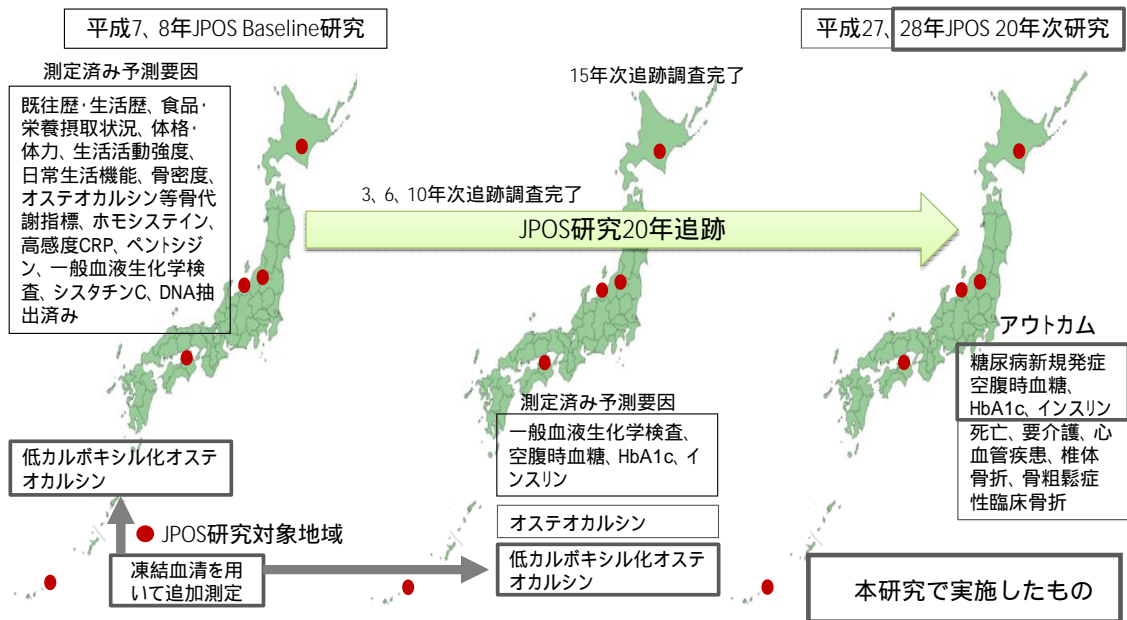 平成7、8年JPOS Baseline研究
平成27、28年JPOS 20年次研究
測定済み予測要因
既往歴・生活歴、食品・
栄養摂取状況、体格・
体力、生活活動強度、
日常生活機能、骨密度、
オステオカルシン等骨代
謝指標、ホモシステイン、
高感度CRP、ペントシジ
ン、一般血液生化学検
査、シスタチンC、DNA抽
出済み
15年次追跡調査完了
3、6、10年次追跡調査完了
JPOS研究20年追跡
アウトカム
糖尿病新規発症
空腹時血糖、
HbA1c、インスリン
死亡、要介護、心
血管疾患、椎体
骨折、骨粗鬆症
性臨床骨折
測定済み予測要因
一般血液生化学検査、
空腹時血糖、HbA1c、イ
ンスリン
オステオカルシン
低カルボキシル化オステ
オカルシン
低カルボキシル化オステ
オカルシン
JPOS研究対象地域
凍結血清を用
いて追加測定
本研究で実施したもの